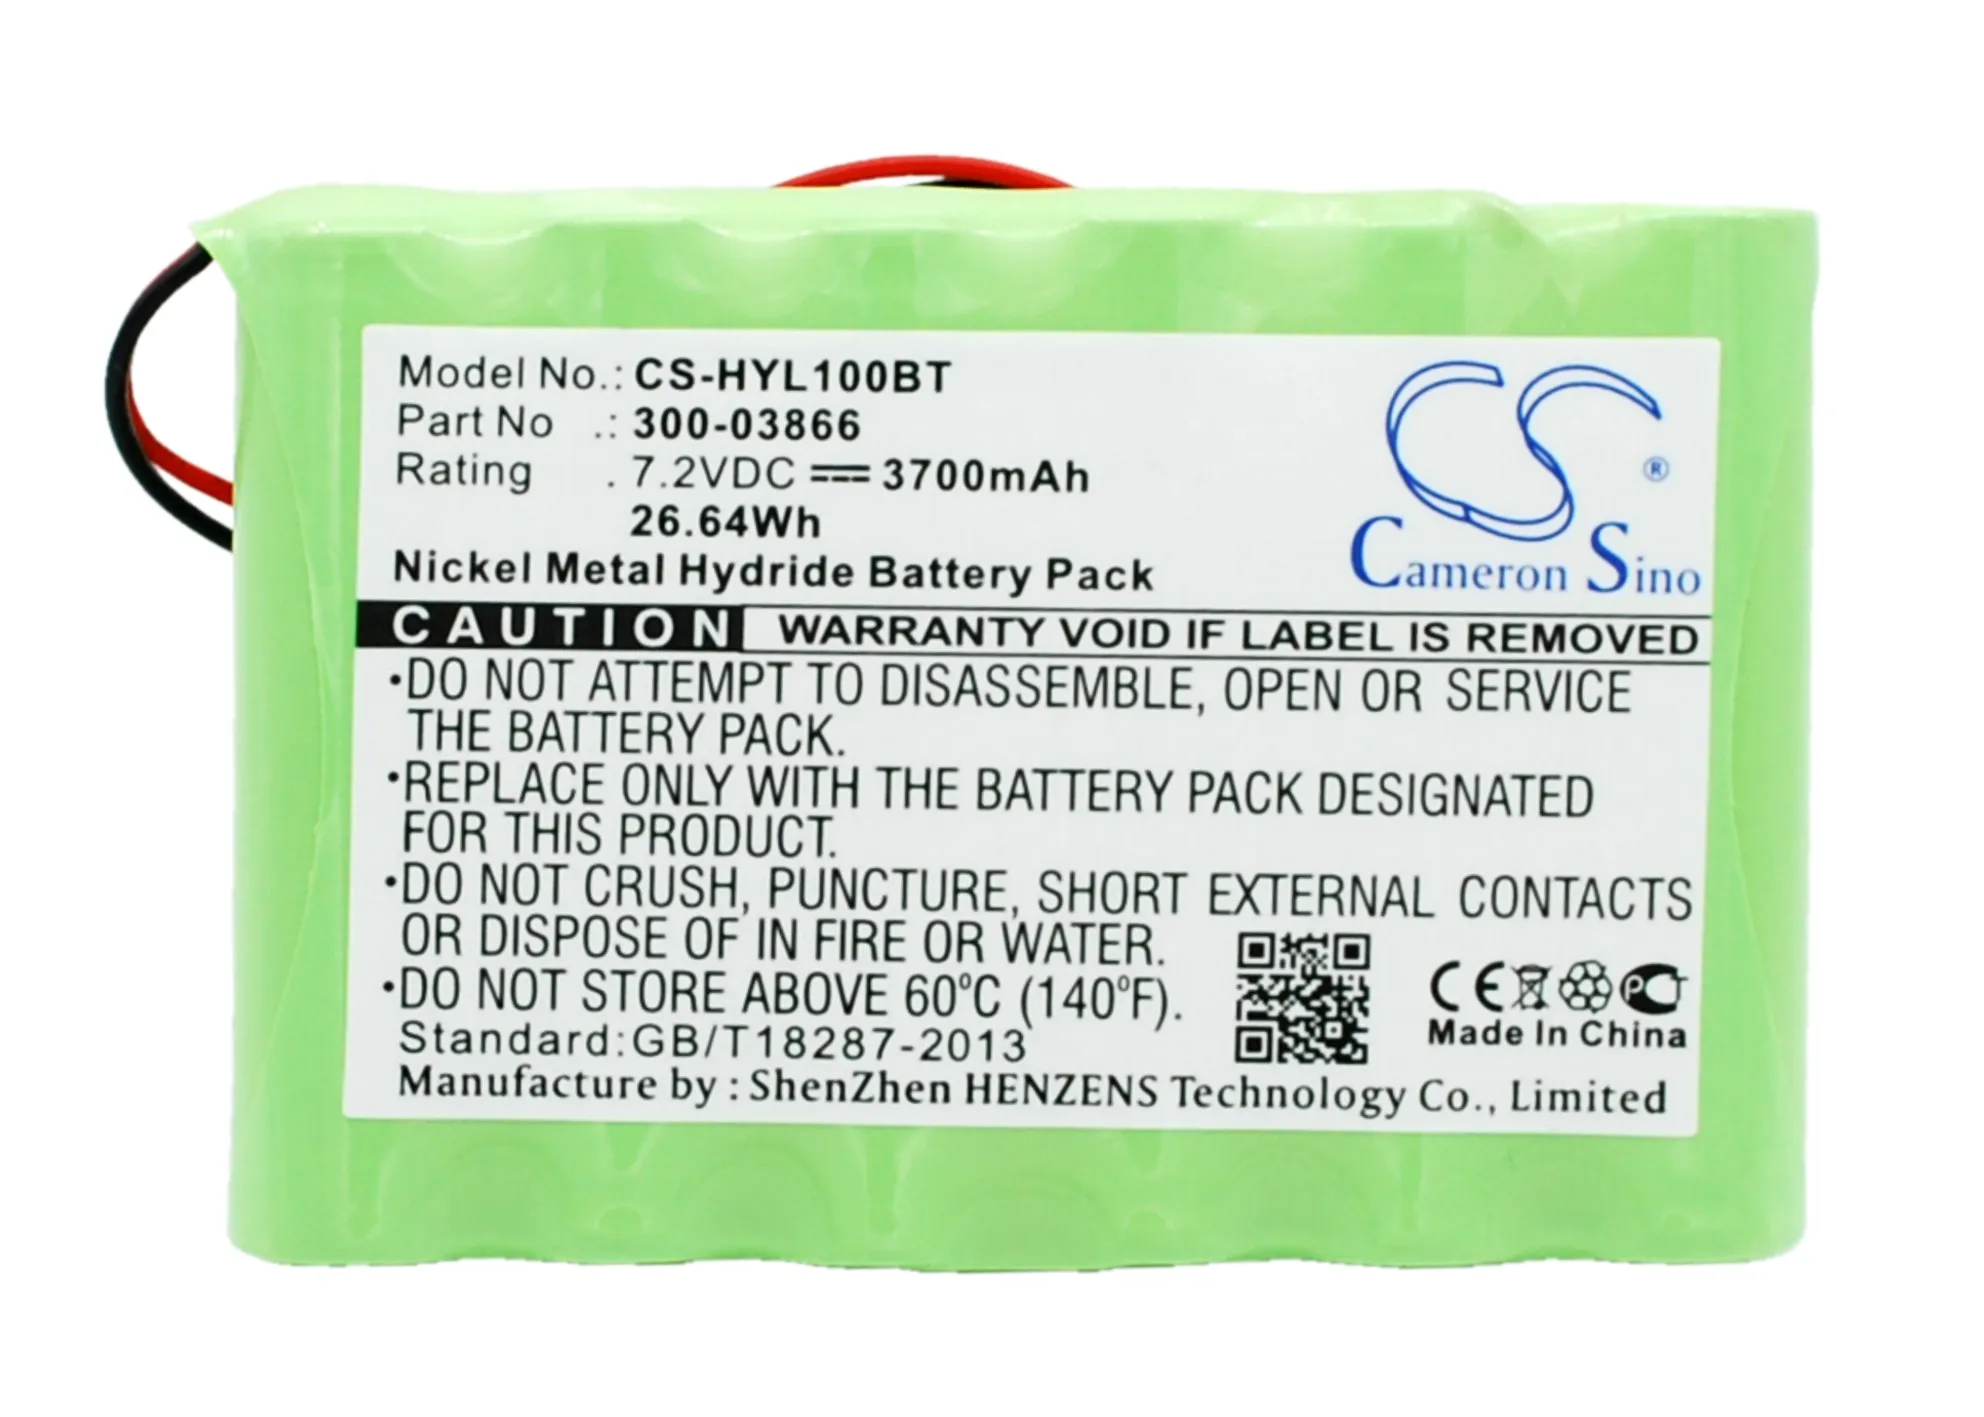 Model No.: CS-HYL100BT
Part No .: 300-03866
Rating . 7.2VDC 3700mAh
26.64Wh
Nickel Metal Hydride Battery Pack
CS ®
Cameron Sino
CAUTION WARRANTY VOID IF LABEL IS REMOVED
•DO NOT ATTEMPT TO DISASSEMBLE, OPEN OR SERVICE
THE BATTERY PACK.
•REPLACE ONLY WITH THE BATTERY PACK DESIGNATED
FOR THIS PRODUCT.
•DO NOT CRUSH, PUNCTURE, SHORT EXTERNAL CONTACTS
OR DISPOSE OF IN FIRE OR WATER.
•DO NOT STORE ABOVE 60°C (140°F).
CE PCT
Made In China
Standard:GB/T18287-2013
Manufacture by : ShenZhen HENZENS Technology Co., Limited